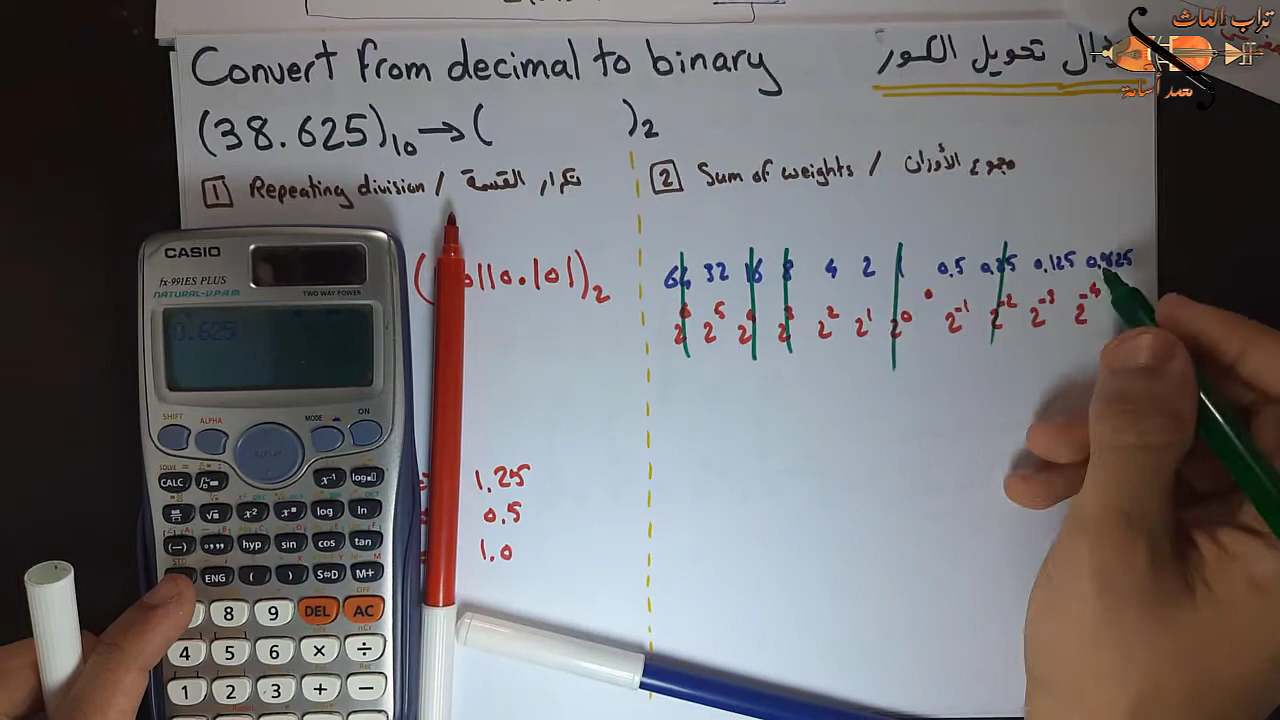 Convert from decimal to binary
تحويل الكسور
تراب الماث
محمد أسامة
(38.625)10 → ( )2
1 Repeating division / تكرار القسمة
2 Sum of weights / مجموع الأوزان
0110.101)2
64 32 16 8 4 2 1 0.5 0.25 0.125
2^6 2^5 2^4 2^3 2^2 2^1 2^0 . 2^-1 2^-2 2^-3 2^-4
1.25
0.5
1.0
CASIO
fx-991ES PLUS
NATURAL-V.P.A.M.
TWO WAY POWER
0.625
SHIFT ALPHA MODE ON
REPLAY
CALC x⁻¹ log
x² log ln
(−) hyp sin cos tan
ENG ( ) S⇔D M+
8 9 DEL AC
4 5 6 × ÷
1 2 3 + −